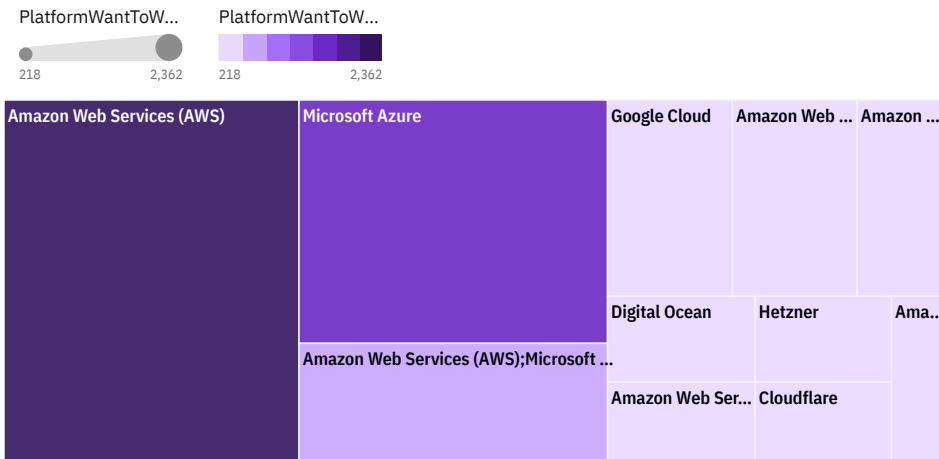 PlatformWantToW... PlatformWantToW...
218 2,362 218 2,362
Amazon Web Services (AWS) Microsoft Azure Google Cloud Amazon Web ... Amazon ...
Digital Ocean Hetzner Ama...
Amazon Web Services (AWS);Microsoft ...
Amazon Web Ser... Cloudflare